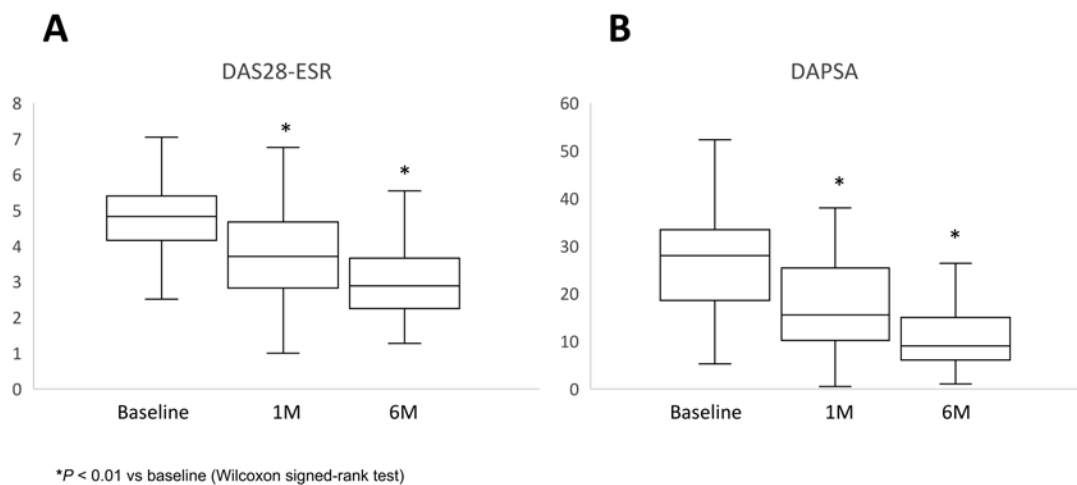 A
DAS28-ESR
8
7
6
5
4
3
2
1
0
*
*
Baseline 1M 6M
B
DAPSA
60
50
40
30
20
10
0
*
*
Baseline 1M 6M
*P < 0.01 vs baseline (Wilcoxon signed-rank test)